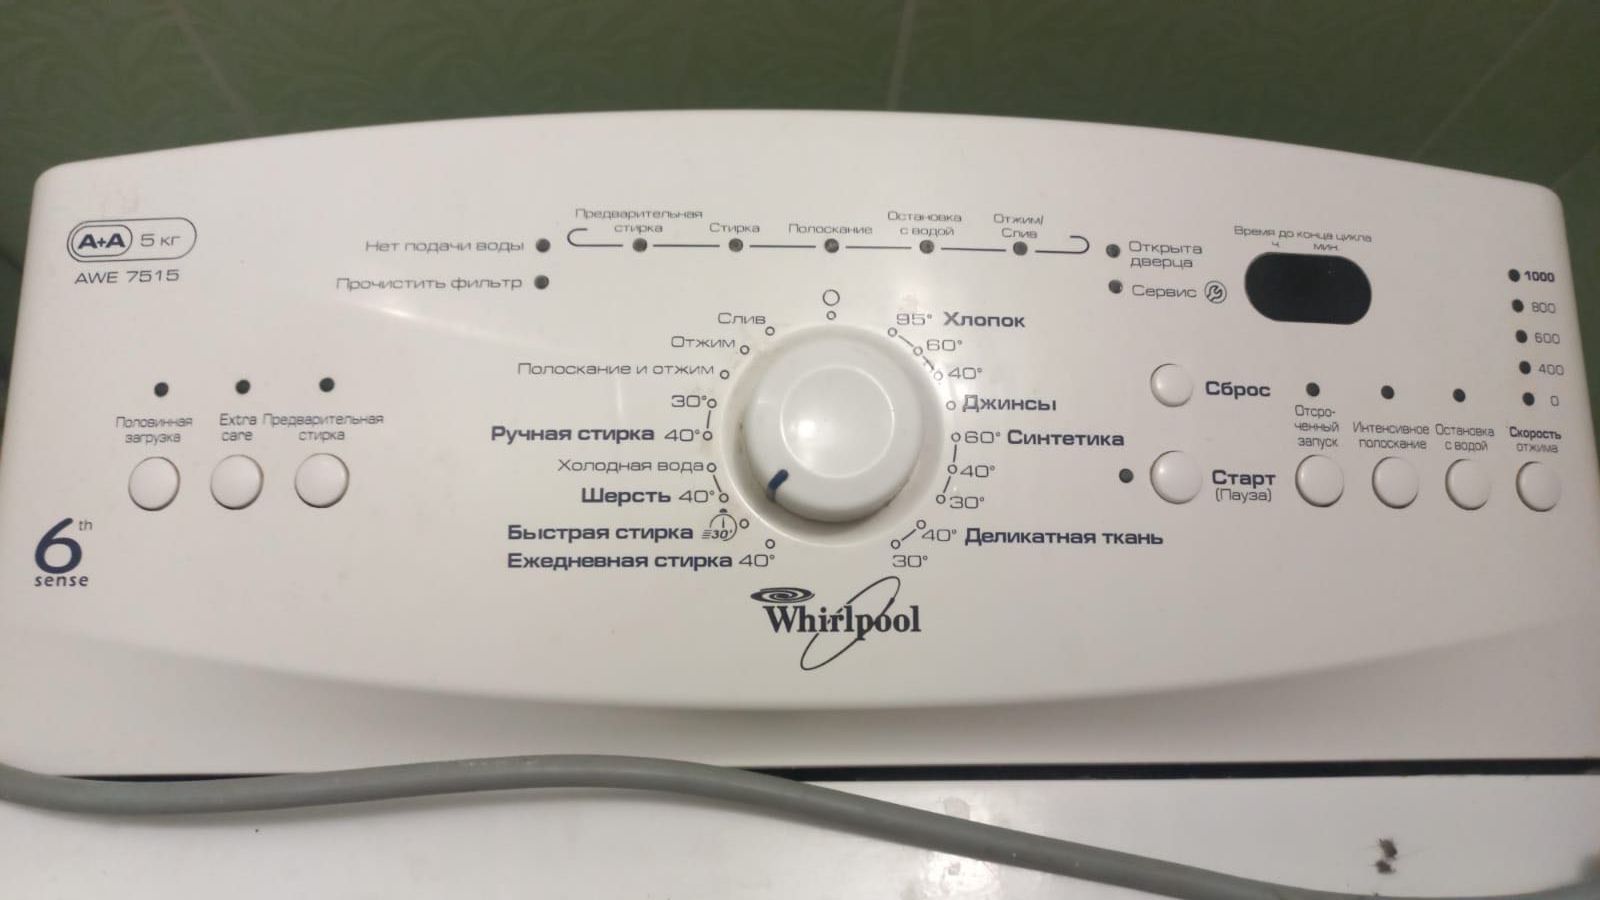 A+A 5 кг
AWE 7515
Нет подачи воды
Прочистить фильтр
Предварительная
стирка
Стирка
Полоскание
Остановка
с водой
Отжим/
Слив
Открыта
дверца
Сервис
Время до конца цикла
ч. мин.
1000
800
600
400
0
Половинная
загрузка
Extra
care
Предварительная
стирка
6th
sense
Слив
Отжим
Полоскание и отжим
30°
Ручная стирка 40°
Холодная вода
Шерсть 40°
Быстрая стирка 30'
Ежедневная стирка 40°
95° Хлопок
60°
40°
Джинсы
60° Синтетика
40°
30°
40° Деликатная ткань
30°
Сброс
Старт
(Пауза)
Отсро-
ченный
запуск
Интенсивное
полоскание
Остановка
с водой
Скорость
отжима
Whirlpool